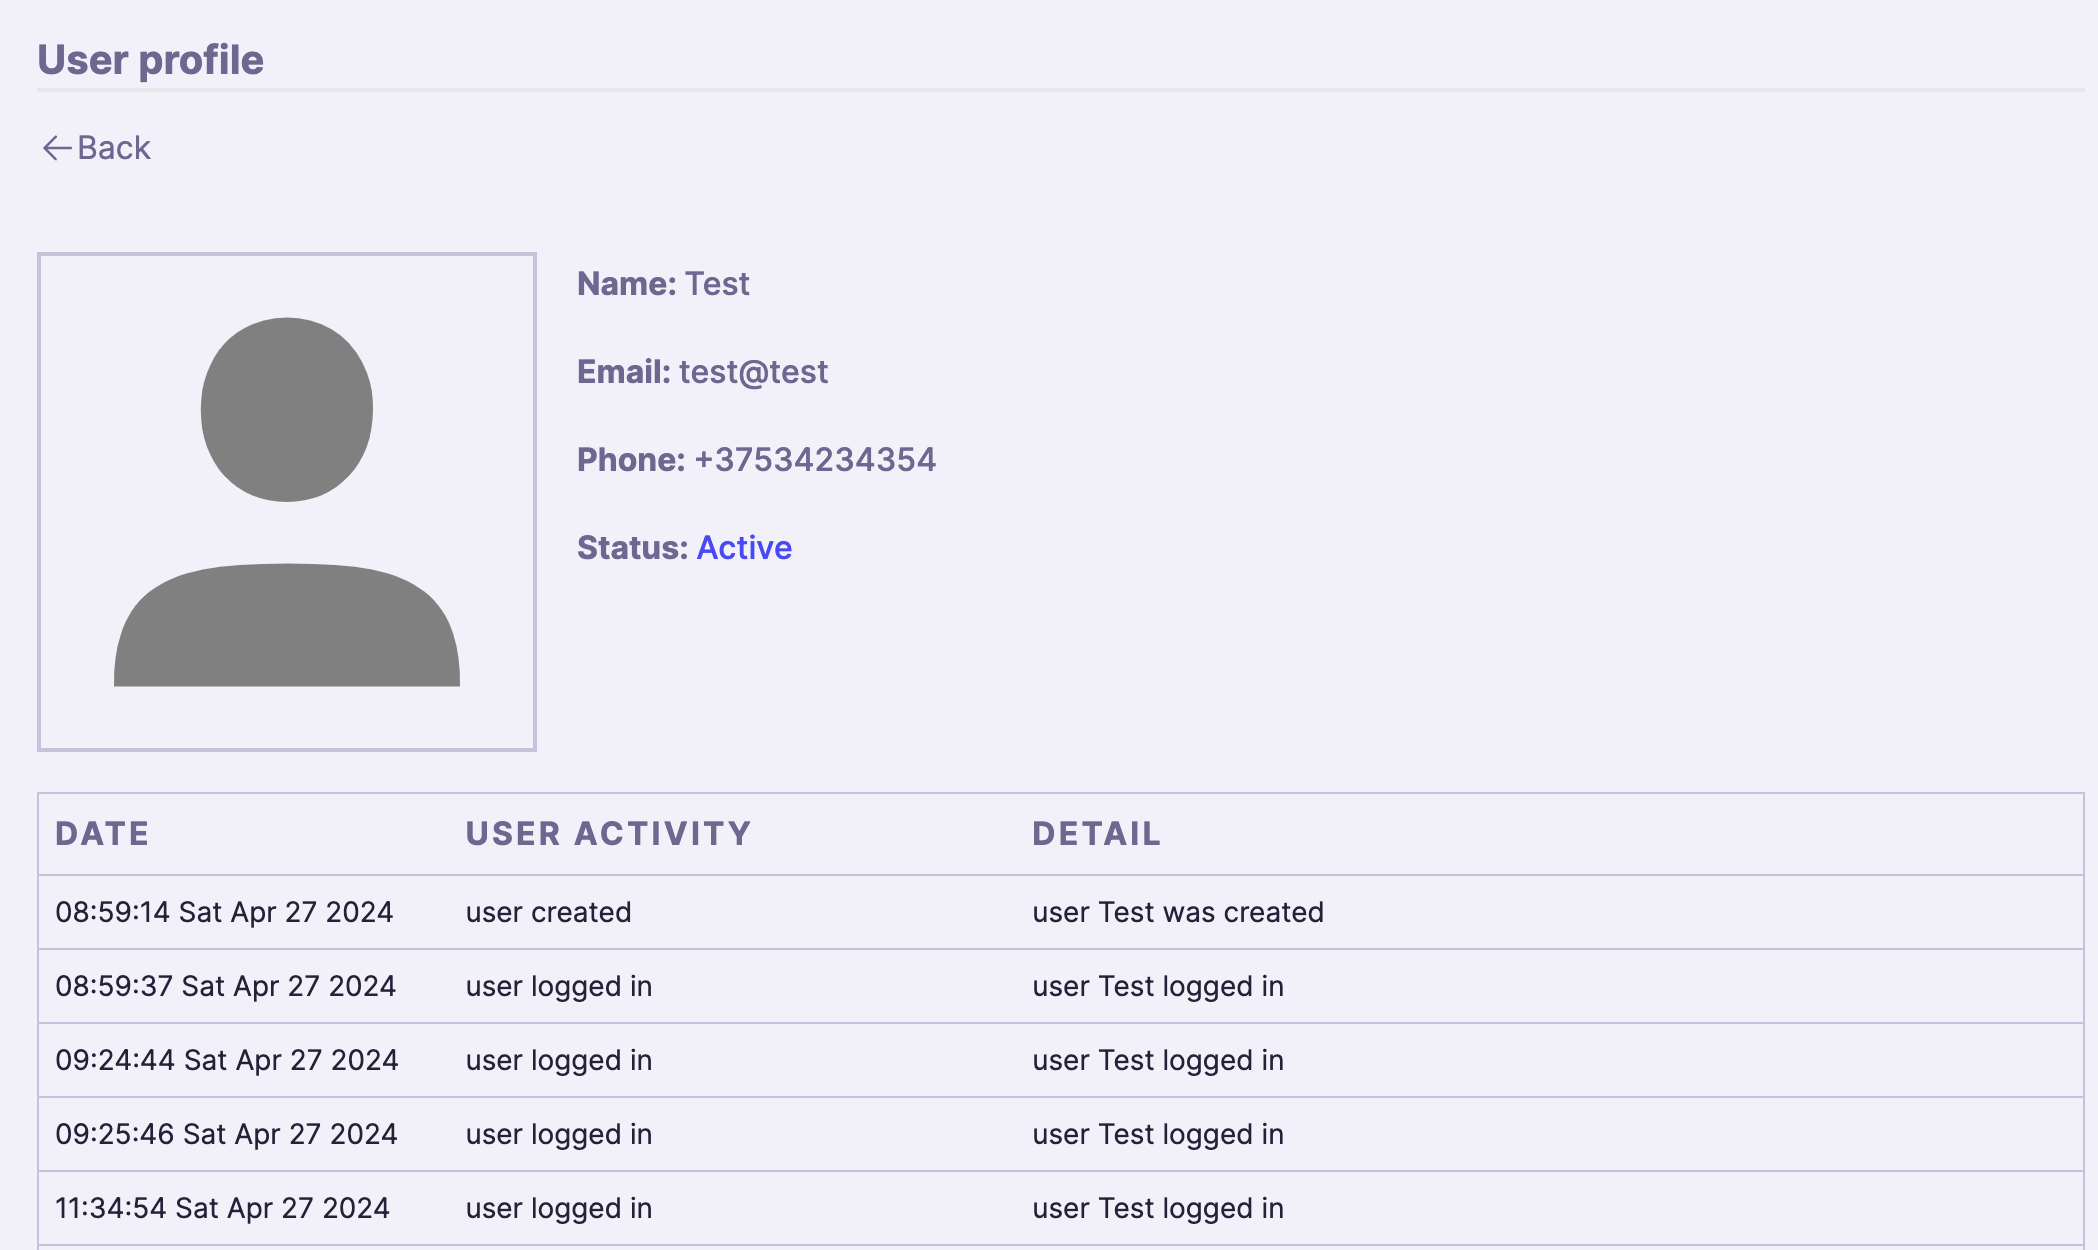 User profile
Back
Name: Test
Email: test@test
Phone: +37534234354
Status: Active
DATE USER ACTIVITY DETAIL
08:59:14 Sat Apr 27 2024 user created user Test was created
08:59:37 Sat Apr 27 2024 user logged in user Test logged in
09:24:44 Sat Apr 27 2024 user logged in user Test logged in
09:25:46 Sat Apr 27 2024 user logged in user Test logged in
11:34:54 Sat Apr 27 2024 user logged in user Test logged in